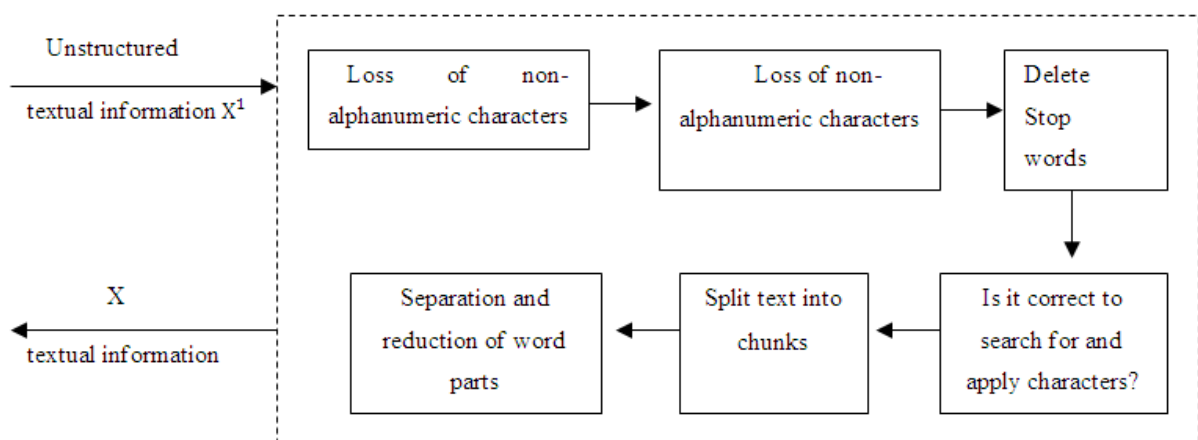 Unstructured
textual information X¹
Loss of non-
alphanumeric characters
Loss of non-
alphanumeric characters
Delete
Stop
words
Is it correct to
search for and
apply characters?
Split text into
chunks
Separation and
reduction of word
parts
X
textual information